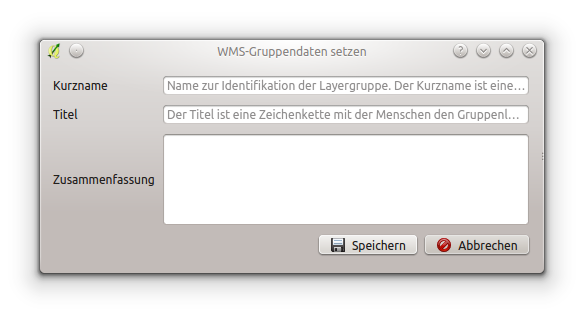 WMS-Gruppendaten setzen
Kurzname
Name zur Identifikation der Layergruppe. Der Kurzname ist eine...
Titel
Der Titel ist eine Zeichenkette mit der Menschen den Gruppenl...
Zusammenfassung
Speichern
Abbrechen